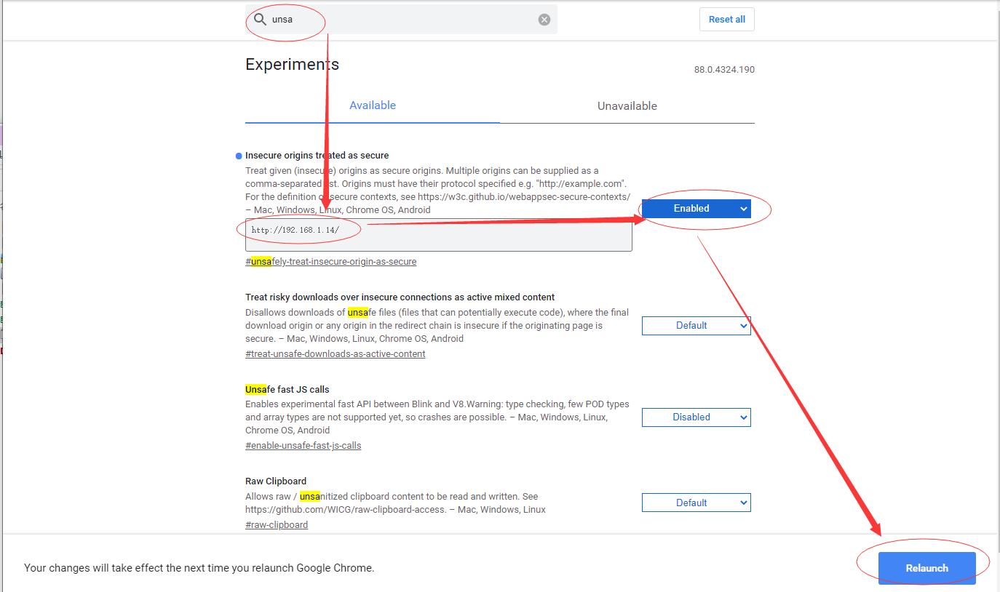 unsa
Reset all
Experiments
88.0.4324.190
Available
Unavailable
Insecure origins treated as secure
Treat given (insecure) origins as secure origins. Multiple origins can be supplied as a
comma-separated list. Origins must have their protocol specified e.g. "http://example.com".
For the definition of secure contexts, see https://w3c.github.io/webappsec-secure-contexts/
– Mac, Windows, Linux, Chrome OS, Android
Enabled
http://192.168.1.14/
#unsafely-treat-insecure-origin-as-secure
Treat risky downloads over insecure connections as active mixed content
Disallows downloads of unsafe files (files that can potentially execute code), where the final
download origin or any origin in the redirect chain is insecure if the originating page is
secure. – Mac, Windows, Linux, Chrome OS, Android
Default
#treat-unsafe-downloads-as-active-content
Unsafe fast JS calls
Enables experimental fast API between Blink and V8.Warning: type checking, few POD types
and array types are not supported yet, so crashes are possible. – Mac, Windows, Linux,
Chrome OS, Android
Disabled
#enable-unsafe-fast-js-calls
Raw Clipboard
Allows raw / unsanitized clipboard content to be read and written. See
https://github.com/WICG/raw-clipboard-access. – Mac, Windows, Linux
Default
#raw-clipboard
Your changes will take effect the next time you relaunch Google Chrome.
Relaunch